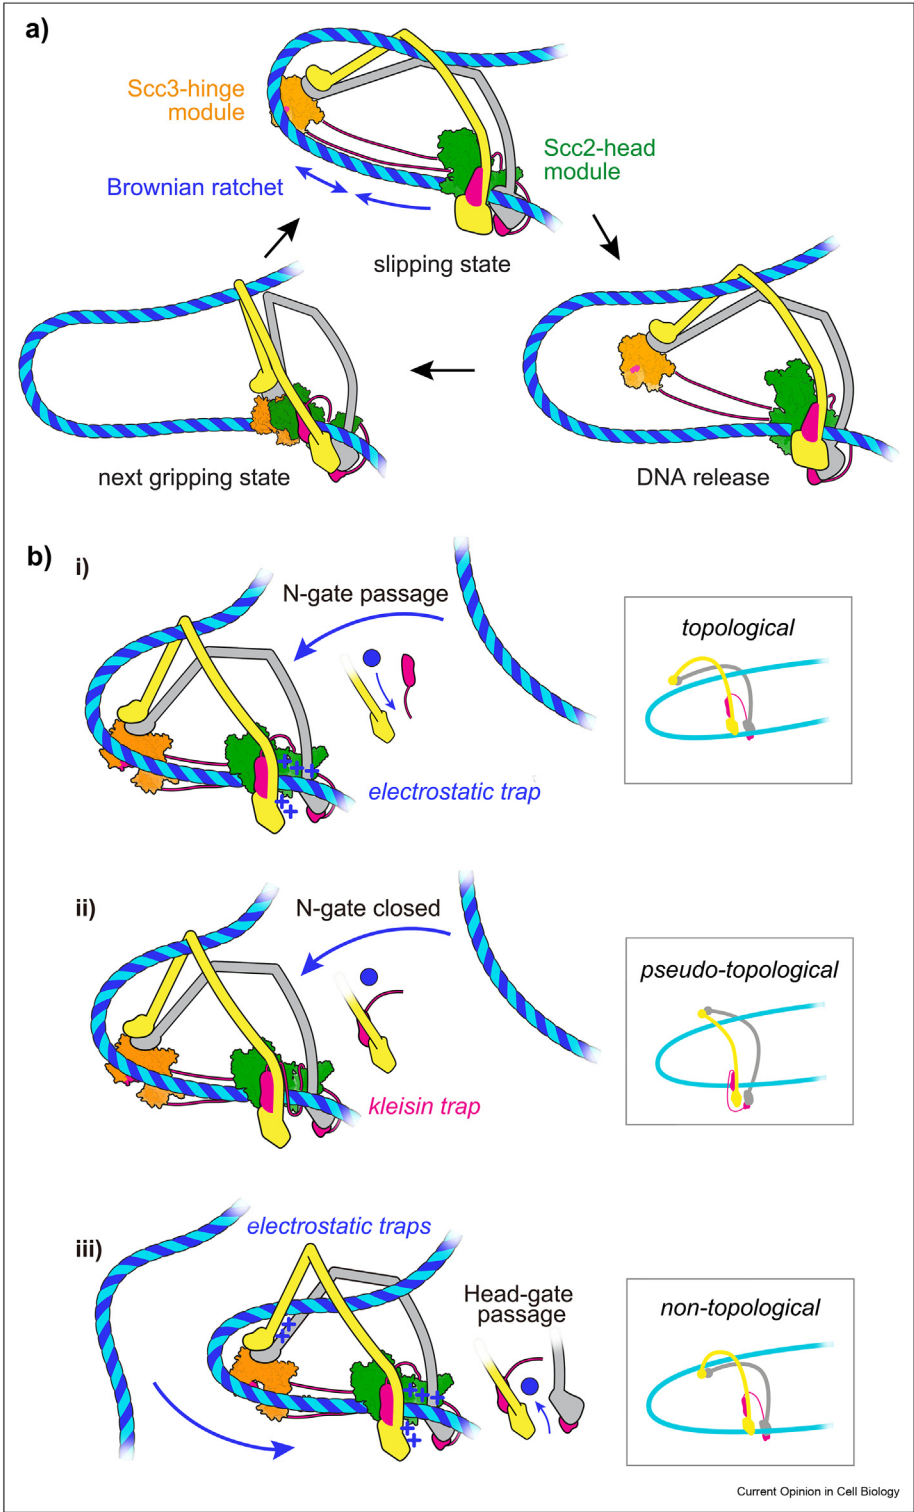 a)
Scc3-hinge
module
Scc2-head
module
Brownian ratchet
slipping state
next gripping state
DNA release
b)
i)
N-gate passage
topological
electrostatic trap
ii)
N-gate closed
pseudo-topological
kleisin trap
iii)
electrostatic traps
Head-gate
passage
non-topological
Current Opinion in Cell Biology